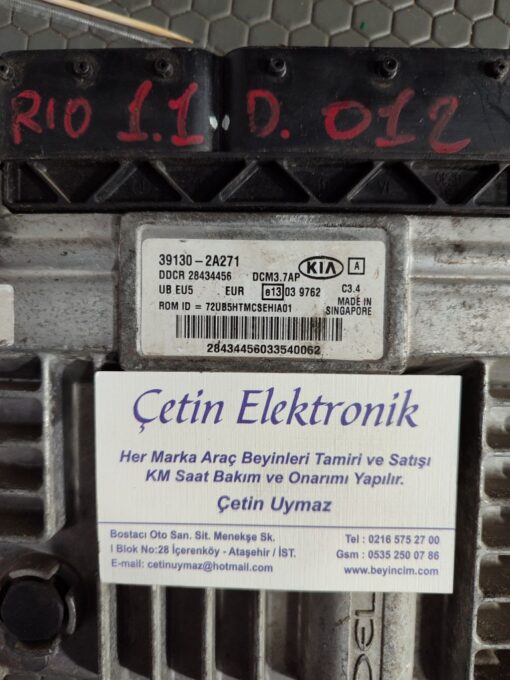 RIO 1.1 D. 012
39130-2A271
DDCR 28434456 DCM3.7AP KIA A
UB EU5 EUR e13 03 9762 C3.4
ROM ID = 72UB5HTMCSEHIA01 MADE IN
SINGAPORE
28434456033540062
Çetin Elektronik
Her Marka Araç Beyinleri Tamiri ve Satışı
KM Saat Bakım ve Onarımı Yapılır.
Çetin Uymaz
Bostacı Oto San. Sit. Menekşe Sk. Tel : 0216 575 27 00
I Blok No:28 İçerenköy - Ataşehir / İST. Gsm : 0535 250 07 86
E-mail: cetinuymaz@hotmail.com www.beyincim.com